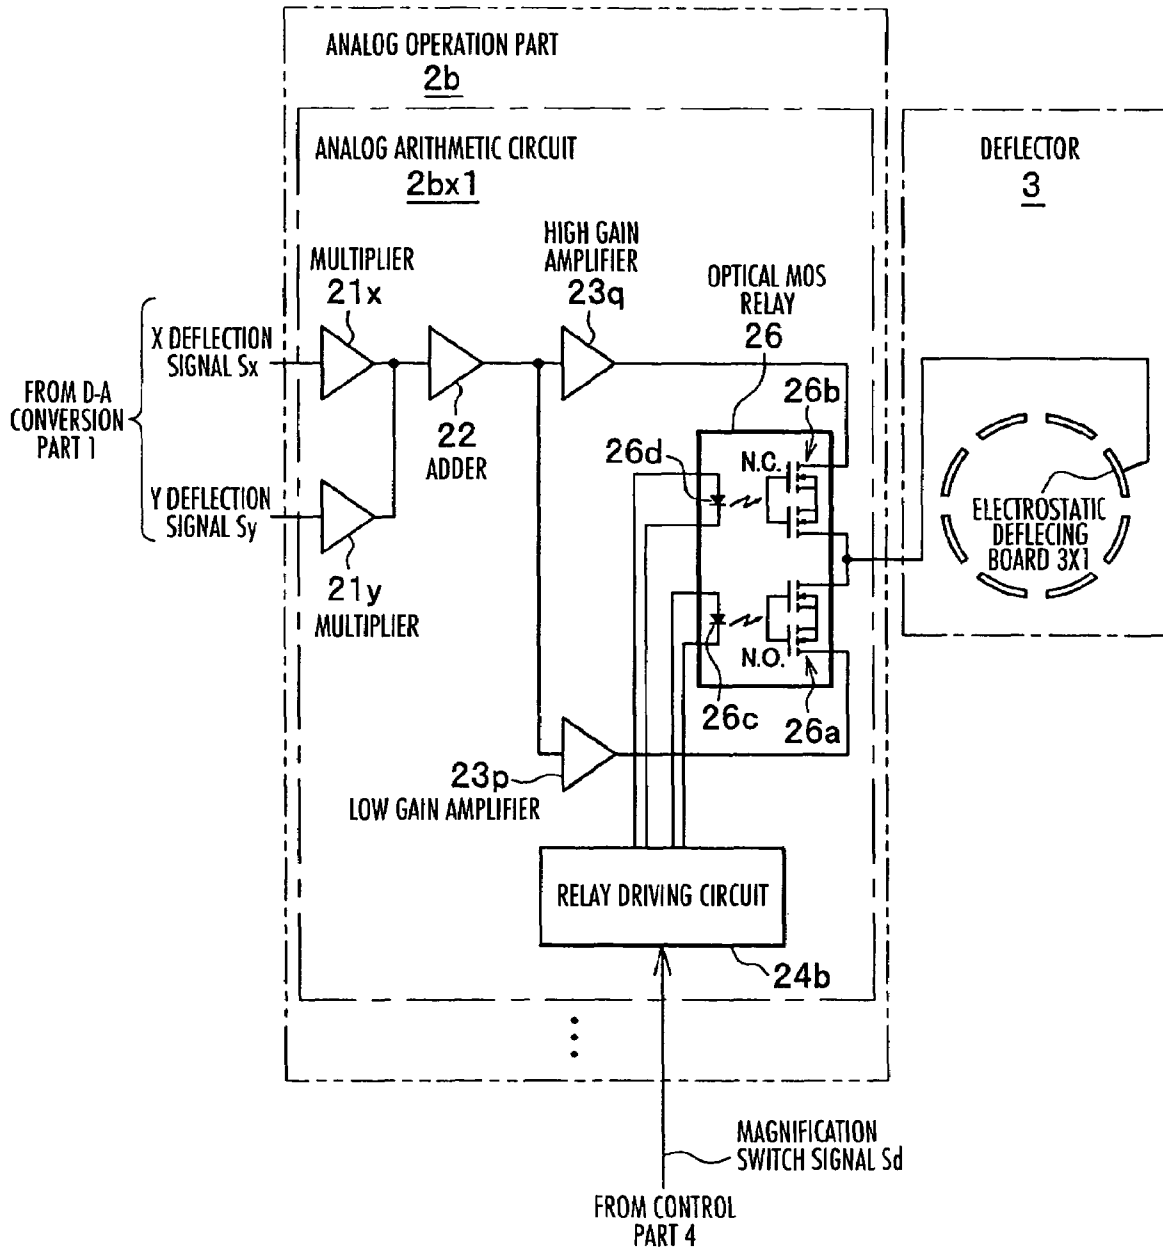 ANALOG OPERATION PART
2b
ANALOG ARITHMETIC CIRCUIT
2bx1
DEFLECTOR
3
HIGH GAIN
AMPLIFIER
23q
MULTIPLIER
21x
OPTICAL MOS
RELAY
26
X DEFLECTION
SIGNAL Sx
FROM D-A
CONVERSION
PART 1
22
ADDER
26b
26d
N.C.
Y DEFLECTION
SIGNAL Sy
ELECTROSTATIC
DEFLECING
BOARD 3X1
21y
MULTIPLIER
N.O.
26c
26a
23p
LOW GAIN AMPLIFIER
RELAY DRIVING CIRCUIT
24b
MAGNIFICATION
SWITCH SIGNAL Sd
FROM CONTROL
PART 4